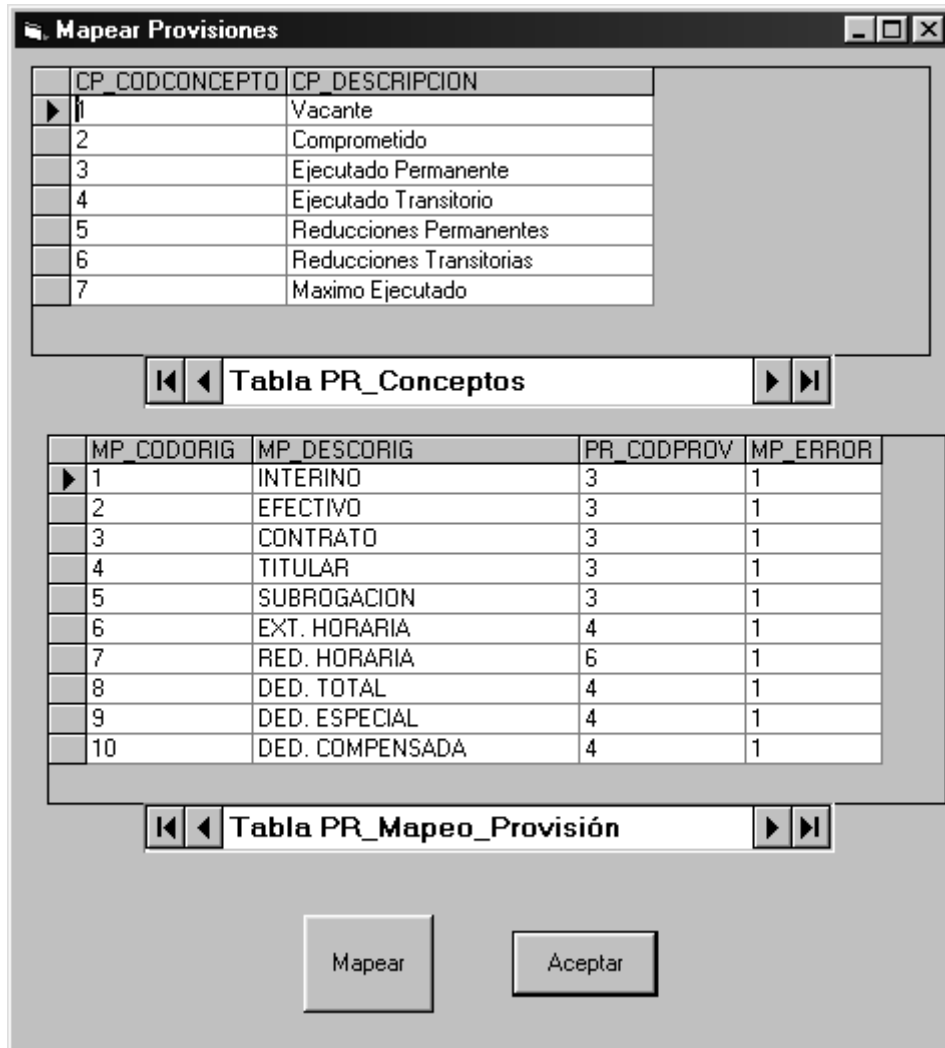 Mapear Provisiones
CP_CODCONCEPTO CP_DESCRIPCION
1 Vacante
2 Comprometido
3 Ejecutado Permanente
4 Ejecutado Transitorio
5 Reducciones Permanentes
6 Reducciones Transitorias
7 Maximo Ejecutado
Tabla PR_Conceptos
MP_CODORIG MP_DESCORIG PR_CODPROV MP_ERROR
1 INTERINO 3 1
2 EFECTIVO 3 1
3 CONTRATO 3 1
4 TITULAR 3 1
5 SUBROGACION 3 1
6 EXT. HORARIA 4 1
7 RED. HORARIA 6 1
8 DED. TOTAL 4 1
9 DED. ESPECIAL 4 1
10 DED. COMPENSADA 4 1
Tabla PR_Mapeo_Provisión
Mapear Aceptar